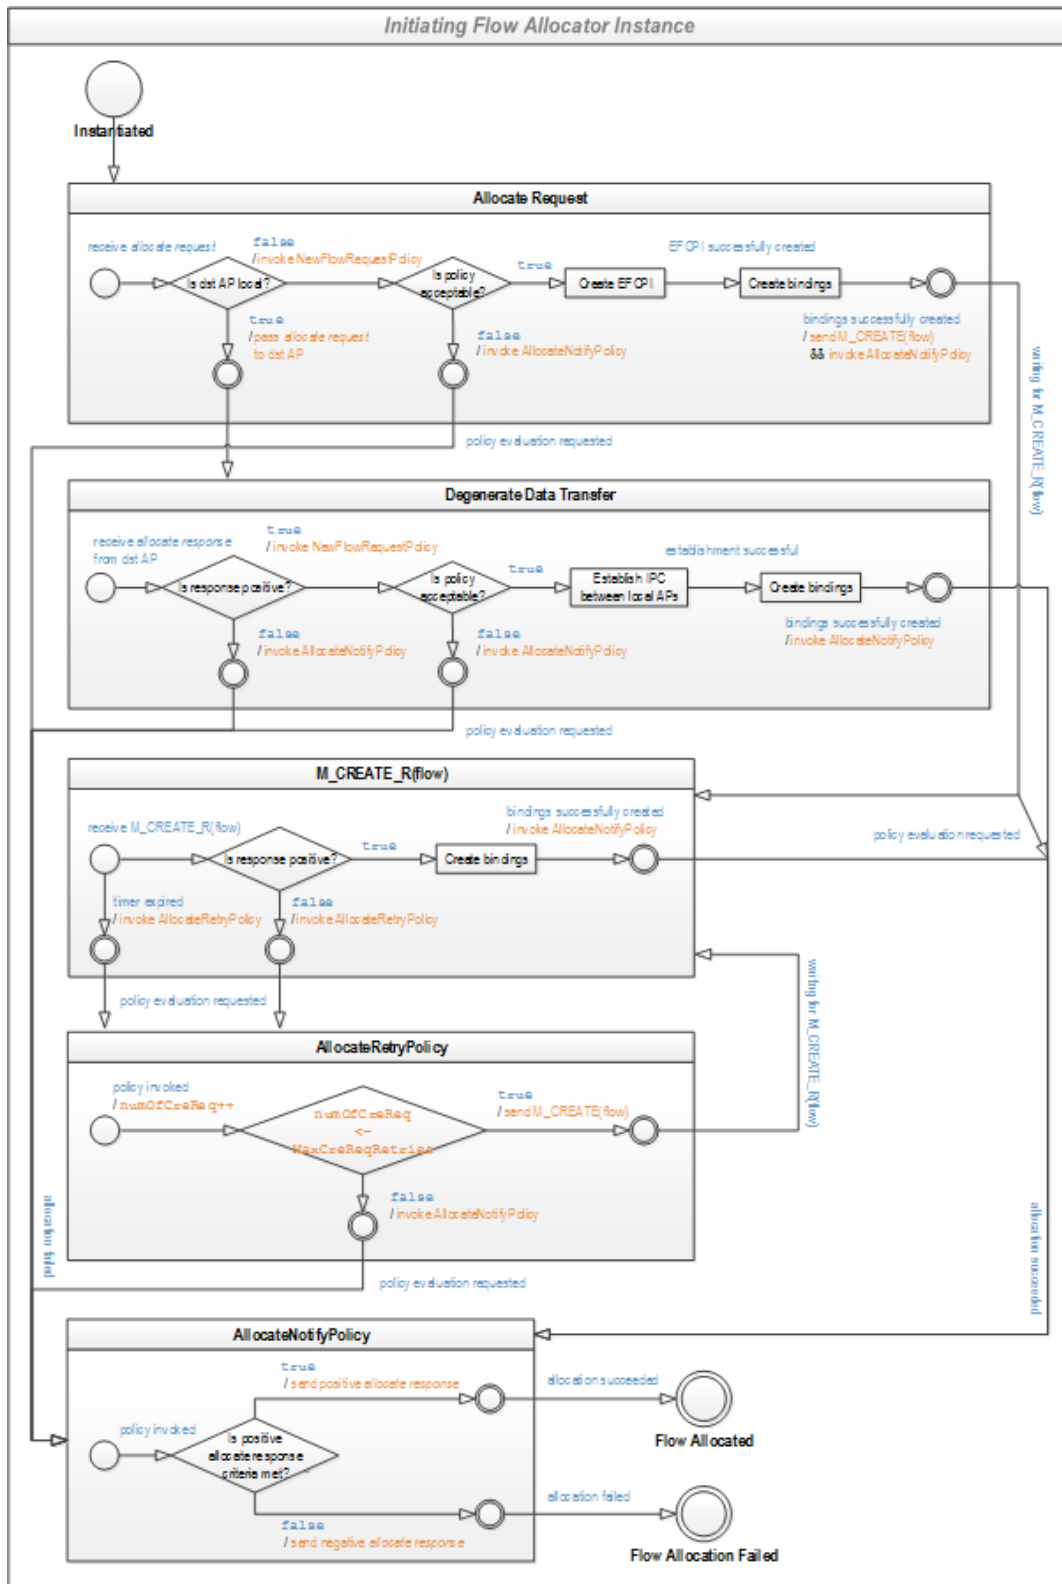 Initiating Flow Allocator Instance
Instantiated
Allocate Request
receive allocate request
false
/ invoke NewFlowRequestPolicy
EFCPI successfully created
Is dst AP local?
Is policy
acceptable?
true
Create EFCPI
Create bindings
true
/ pass allocate request
to dst AP
false
/ invoke AllocateNotifyPolicy
bindings successfully created
/ send M_CREATE(flow)
&& invoke AllocateNotifyPolicy
waiting for M_CREATE_R(flow)
policy evaluation requested
Degenerate Data Transfer
receive allocate response
from dst AP
true
/ invoke NewFlowRequestPolicy
establishment successful
Is response positive?
Is policy
acceptable?
true
Establish IPC
between local APs
Create bindings
false
/ invoke AllocateNotifyPolicy
false
/ invoke AllocateNotifyPolicy
bindings successfully created
/invoke AllocateNotifyPolicy
policy evaluation requested
M_CREATE_R(flow)
receive M_CREATE_R(flow)
bindings successfully created
/ invoke AllocateNotifyPolicy
Is response positive?
true
Create bindings
policy evaluation requested
timer expired
/ invoke AllocateRetryPolicy
false
/ invoke AllocateRetryPolicy
policy evaluation requested
waiting for M_CREATE_R(flow)
AllocateRetryPolicy
policy invoked
/ numOfCreReq++
numOfCreReq
<=
MaxCreReqRetries
true
/ send M_CREATE(flow)
false
/ invoke AllocateNotifyPolicy
policy evaluation requested
allocation failed
allocation succeeded
AllocateNotifyPolicy
true
/ send positive allocate response
allocation succeeded
policy invoked
Is positive
allocate response
criteria met?
Flow Allocated
false
/ send negative allocate response
allocation failed
Flow Allocation Failed